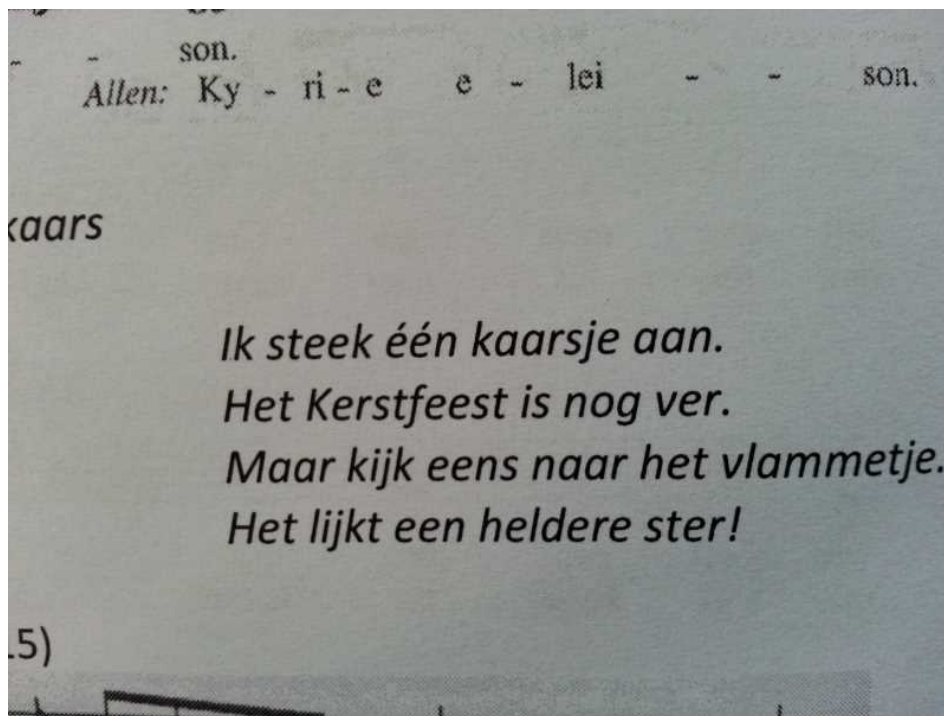 - - son.
Allen: Ky - ri - e e - lei - - son.
kaars
Ik steek één kaarsje aan.
Het Kerstfeest is nog ver.
Maar kijk eens naar het vlammetje.
Het lijkt een heldere ster!
.5)